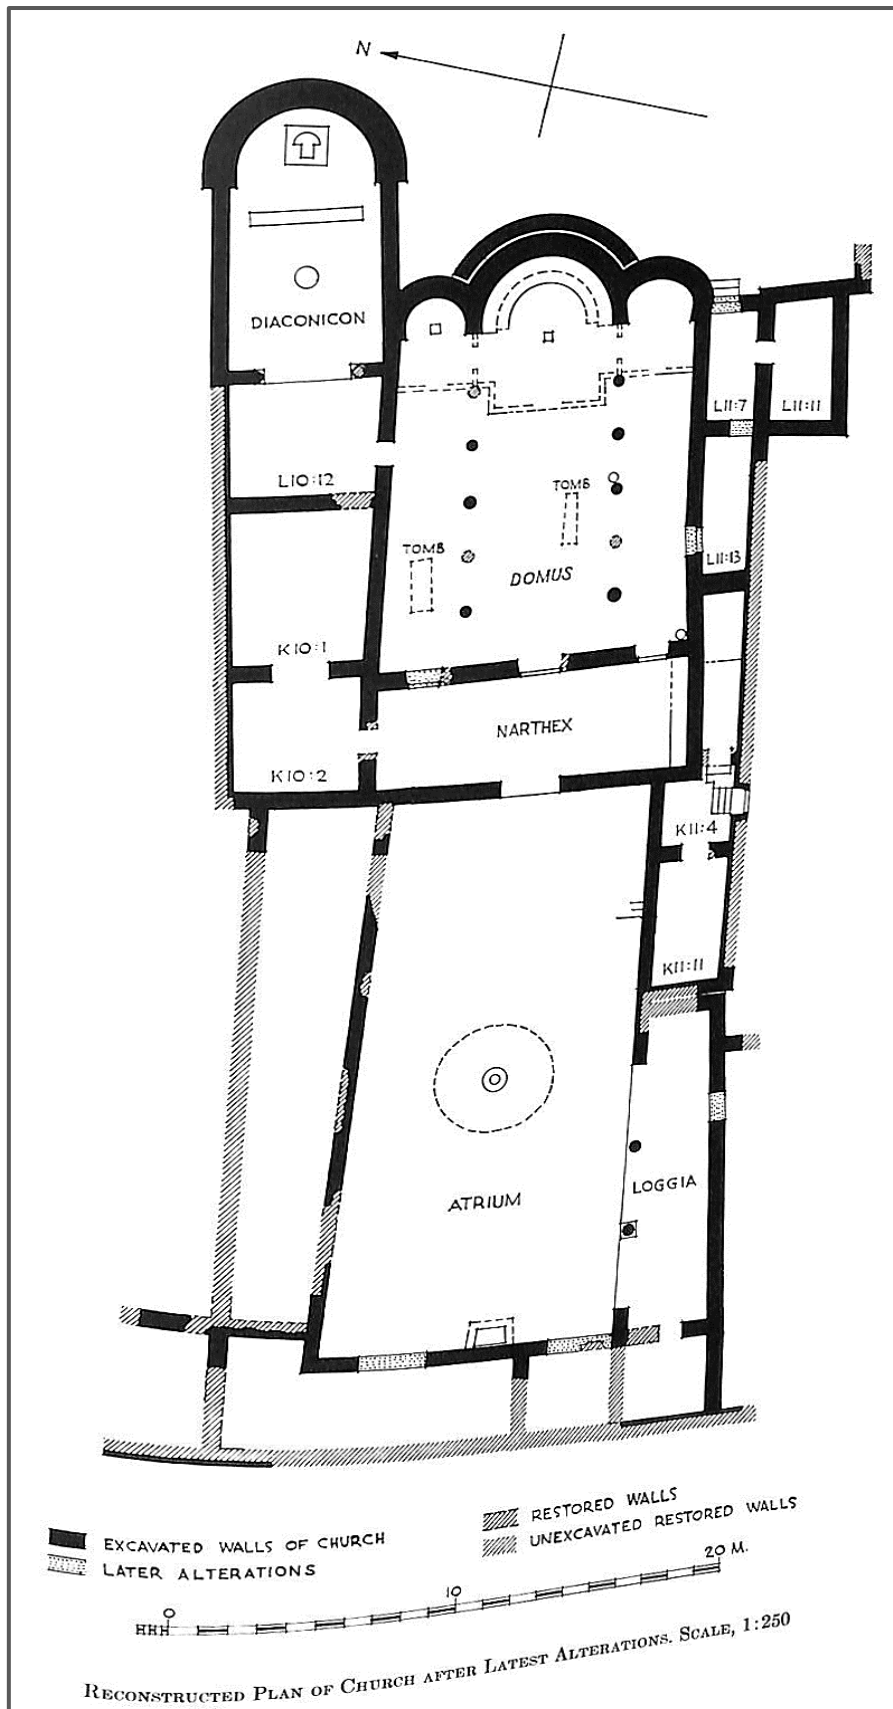 N
DIACONICON
L10:12
L11:7
L11:11
TOMB
TOMB
DOMUS
L11:13
K10:1
NARTHEX
K10:2
K11:4
K11:11
ATRIUM
LOGGIA
EXCAVATED WALLS OF CHURCH
LATER ALTERATIONS
RESTORED WALLS
UNEXCAVATED RESTORED WALLS
0
10
20 M.
RECONSTRUCTED PLAN OF CHURCH AFTER LATEST ALTERATIONS. SCALE, 1:250